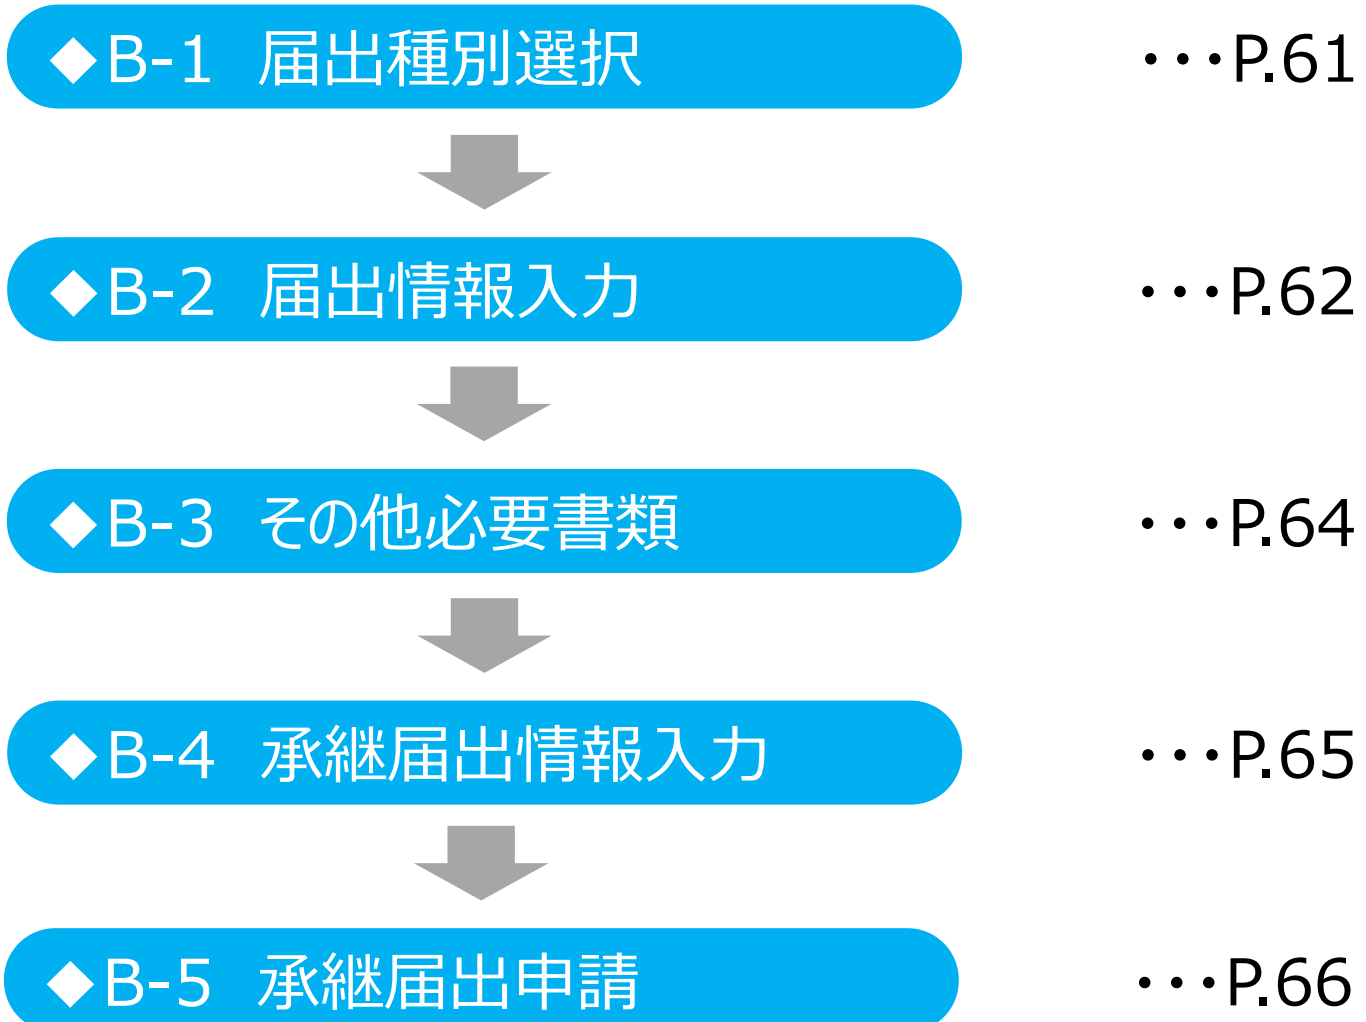 ◆B-1 届出種別選択 ・・・P.61
◆B-2 届出情報入力 ・・・P.62
◆B-3 その他必要書類 ・・・P.64
◆B-4 承継届出情報入力 ・・・P.65
◆B-5 承継届出申請 ・・・P.66